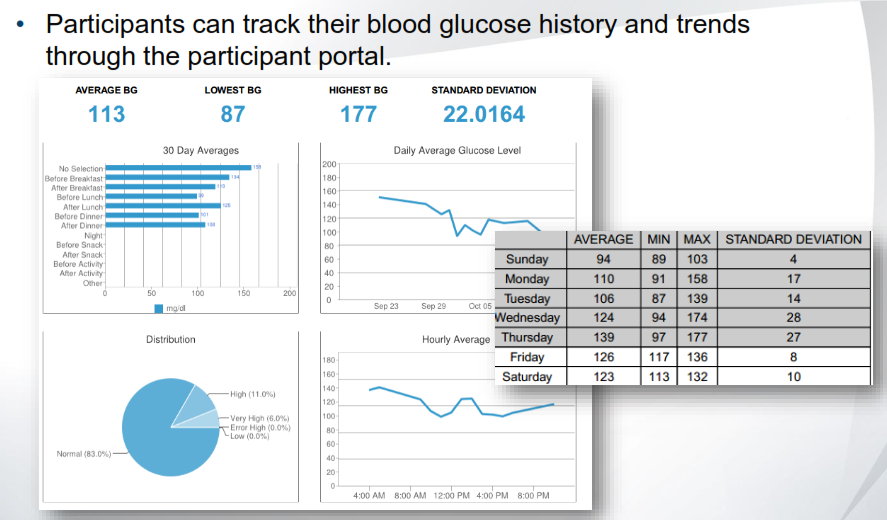 • Participants can track their blood glucose history and trends
through the participant portal.
AVERAGE BG LOWEST BG HIGHEST BG STANDARD DEVIATION
113 87 177 22.0164
30 Day Averages
No Selection
Before Breakfast 134
After Breakfast
Before Lunch
After Lunch
Before Dinner
After Dinner
Night
Before Snack
After Snack
Before Activity
After Activity
Other
0 50 100 150 200
mg/dl
Daily Average Glucose Level
200
180
160
140
120
100
80
60
40
20
0
Sep 23 Sep 29 Oct 05
AVERAGE MIN MAX STANDARD DEVIATION
Sunday 94 89 103 4
Monday 110 91 158 17
Tuesday 106 87 139 14
Wednesday 124 94 174 28
Thursday 139 97 177 27
Friday 126 117 136 8
Saturday 123 113 132 10
Distribution
High (11.0%)
Very High (6.0%)
Error High (0.0%)
Low (0.0%)
Normal (83.0%)
Hourly Average
180
160
140
120
100
80
60
40
20
0
4:00 AM 8:00 AM 12:00 PM 4:00 PM 8:00 PM